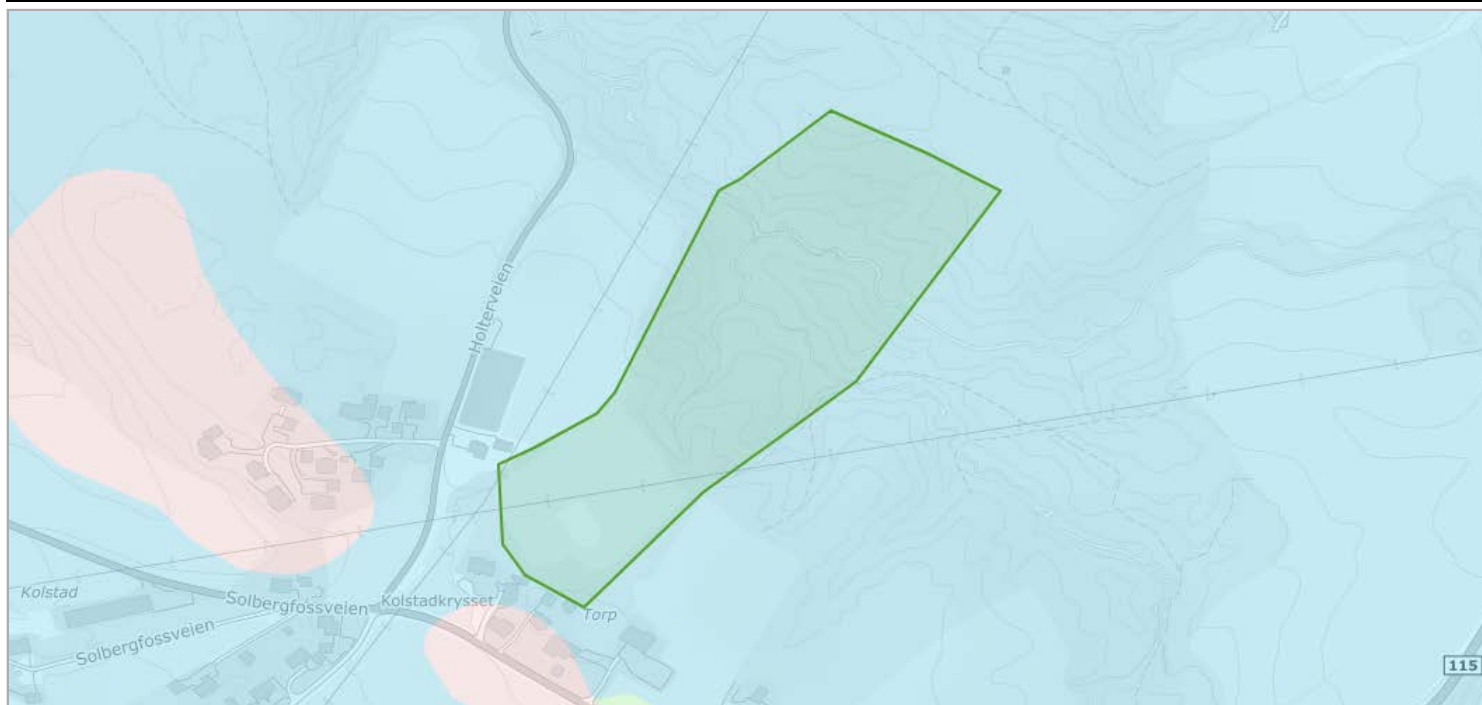 Holterveien
Kolstad
Solbergfossveien
Kolstadkrysset
Torp
Solbergfossveien
115